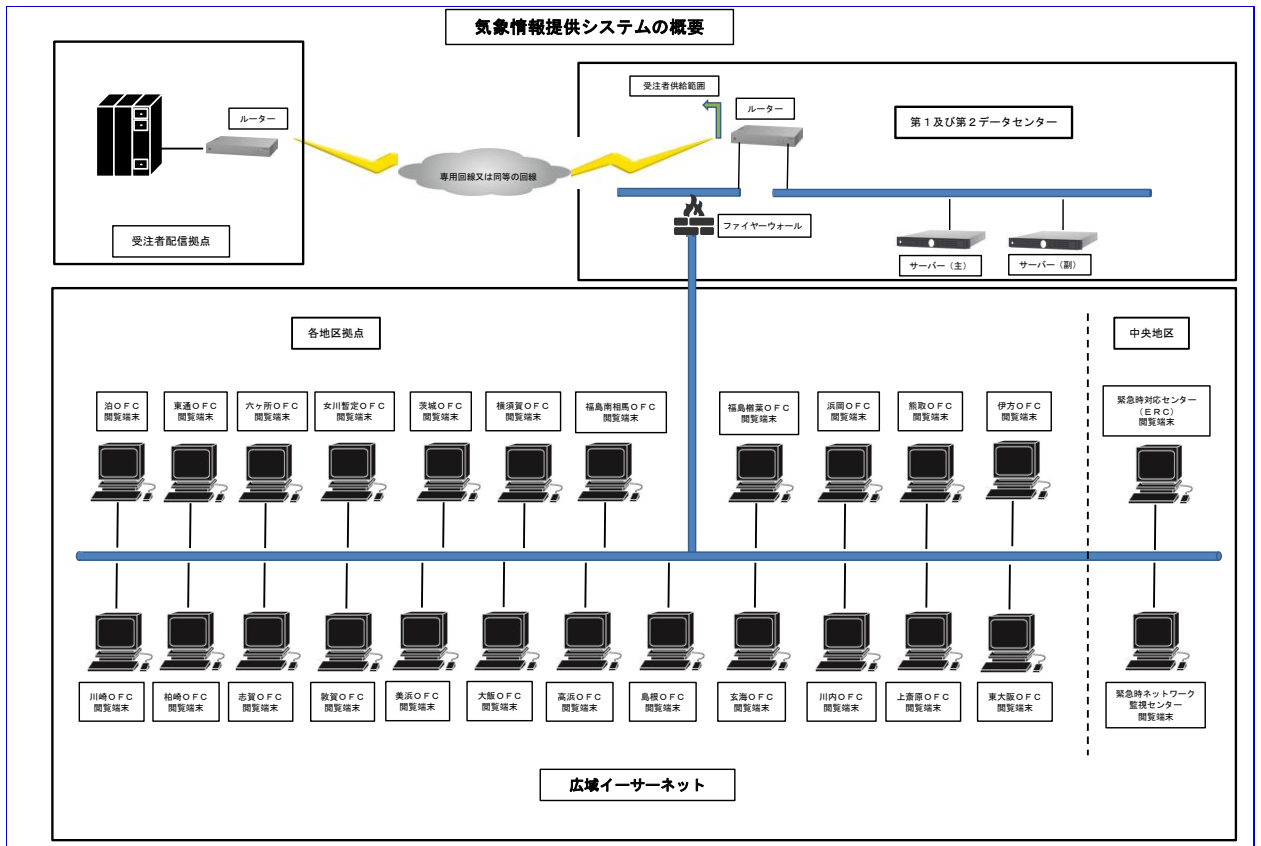 気象情報提供システムの概要
受注者供給範囲
ルーター
ルーター
第１及び第２データセンター
専用回線又は同等の回線
ファイヤーウォール
受注者配信拠点
サーバー（主）
サーバー（副）
各地区拠点
中央地区
泊ＯＦＣ
閲覧端末
東通ＯＦＣ
閲覧端末
六ヶ所ＯＦＣ
閲覧端末
女川暫定ＯＦＣ
閲覧端末
茨城ＯＦＣ
閲覧端末
横須賀ＯＦＣ
閲覧端末
福島南相馬ＯＦＣ
閲覧端末
福島楢葉ＯＦＣ
閲覧端末
浜岡ＯＦＣ
閲覧端末
熊取ＯＦＣ
閲覧端末
伊方ＯＦＣ
閲覧端末
緊急時対応センター
（ＥＲＣ）
閲覧端末
川崎ＯＦＣ
閲覧端末
柏崎ＯＦＣ
閲覧端末
志賀ＯＦＣ
閲覧端末
敦賀ＯＦＣ
閲覧端末
美浜ＯＦＣ
閲覧端末
大飯ＯＦＣ
閲覧端末
高浜ＯＦＣ
閲覧端末
島根ＯＦＣ
閲覧端末
玄海ＯＦＣ
閲覧端末
川内ＯＦＣ
閲覧端末
上斎原ＯＦＣ
閲覧端末
東大阪ＯＦＣ
閲覧端末
緊急時ネットワーク
監視センター
閲覧端末
広域イーサーネット